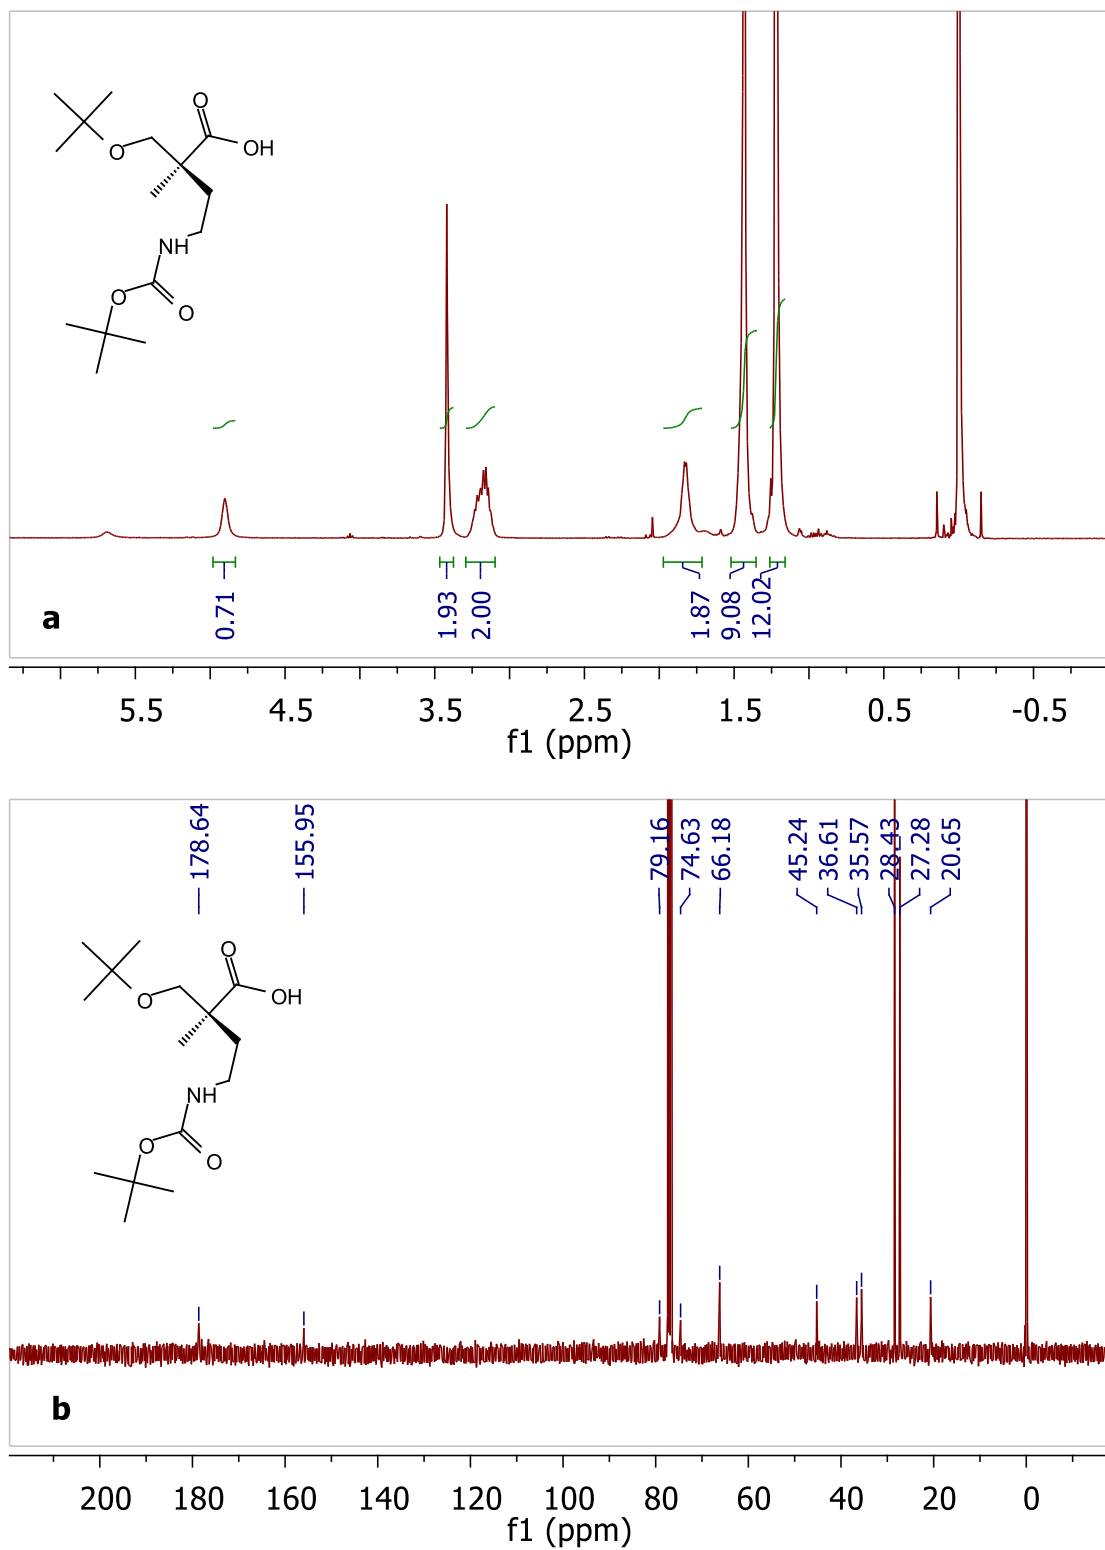 O
O
OH
NH
O
O
0.71
1.93
2.00
1.87
9.08
12.02
a
5.5 4.5 3.5 2.5 1.5 0.5 -0.5
f1 (ppm)
178.64
155.95
79.16
74.63
66.18
45.24
36.61
35.57
28.43
27.28
20.65
O
O
OH
NH
O
O
b
200 180 160 140 120 100 80 60 40 20 0
f1 (ppm)